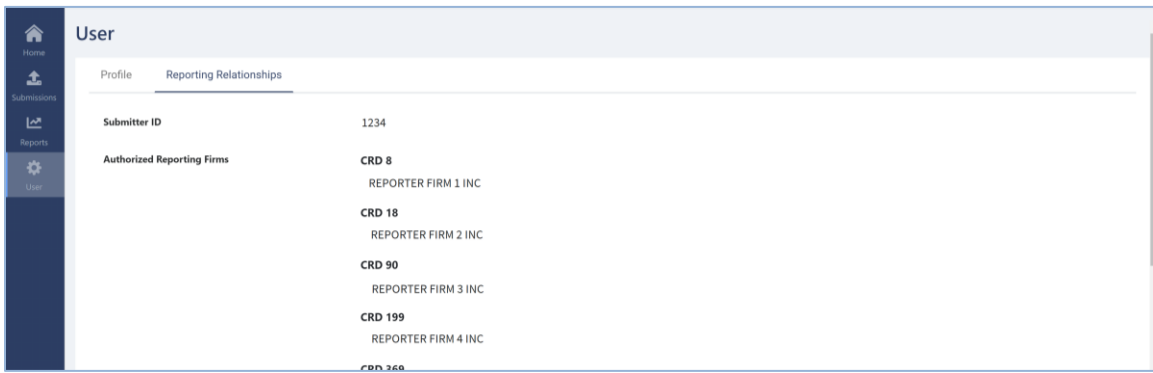 Home
Submissions
Reports
User
User
Profile Reporting Relationships
Submitter ID 1234
Authorized Reporting Firms CRD 8
REPORTER FIRM 1 INC
CRD 18
REPORTER FIRM 2 INC
CRD 90
REPORTER FIRM 3 INC
CRD 199
REPORTER FIRM 4 INC
CRD 369